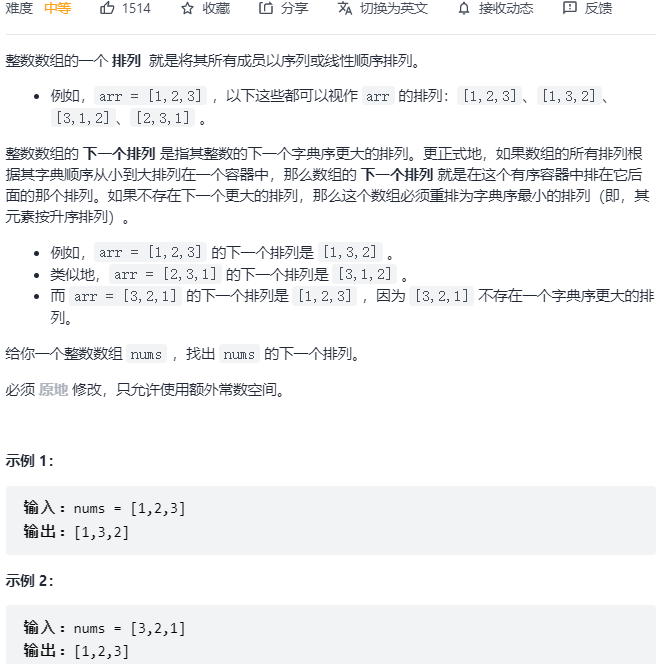 难度 中等 1514 收藏 分享 切换为英文 接收动态 反馈
整数数组的一个 排列 就是将其所有成员以序列或线性顺序排列。
• 例如，arr = [1,2,3] ，以下这些都可以视作 arr 的排列：[1,2,3]、[1,3,2]、
[3,1,2]、[2,3,1] 。
整数数组的 下一个排列 是指其整数的下一个字典序更大的排列。更正式地，如果数组的所有排列根
据其字典顺序从小到大排列在一个容器中，那么数组的 下一个排列 就是在这个有序容器中排在它后
面的那个排列。如果不存在下一个更大的排列，那么这个数组必须重排为字典序最小的排列（即，其
元素按升序排列）。
• 例如，arr = [1,2,3] 的下一个排列是 [1,3,2] 。
• 类似地，arr = [2,3,1] 的下一个排列是 [3,1,2] 。
• 而 arr = [3,2,1] 的下一个排列是 [1,2,3] ，因为 [3,2,1] 不存在一个字典序更大的排
列。
给你一个整数数组 nums ，找出 nums 的下一个排列。
必须 原地 修改，只允许使用额外常数空间。
示例 1：
输入：nums = [1,2,3]
输出：[1,3,2]
示例 2：
输入：nums = [3,2,1]
输出：[1,2,3]